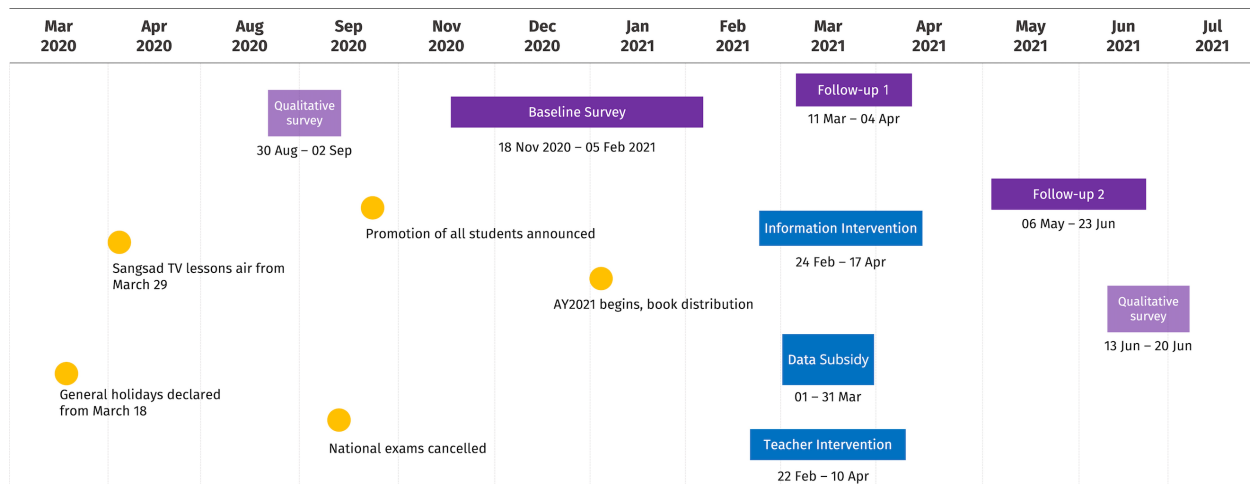 Mar Apr Aug Sep Nov Dec Jan Feb Mar Apr May Jun Jul
2020 2020 2020 2020 2020 2020 2021 2021 2021 2021 2021 2021 2021
Follow-up 1
11 Mar – 04 Apr
Qualitative
survey
30 Aug – 02 Sep
Baseline Survey
18 Nov 2020 – 05 Feb 2021
Follow-up 2
06 May – 23 Jun
Promotion of all students announced
Information Intervention
24 Feb – 17 Apr
Sangsad TV lessons air from
March 29
AY2021 begins, book distribution
Qualitative
survey
13 Jun – 20 Jun
Data Subsidy
01 – 31 Mar
General holidays declared
from March 18
National exams cancelled
Teacher Intervention
22 Feb – 10 Apr